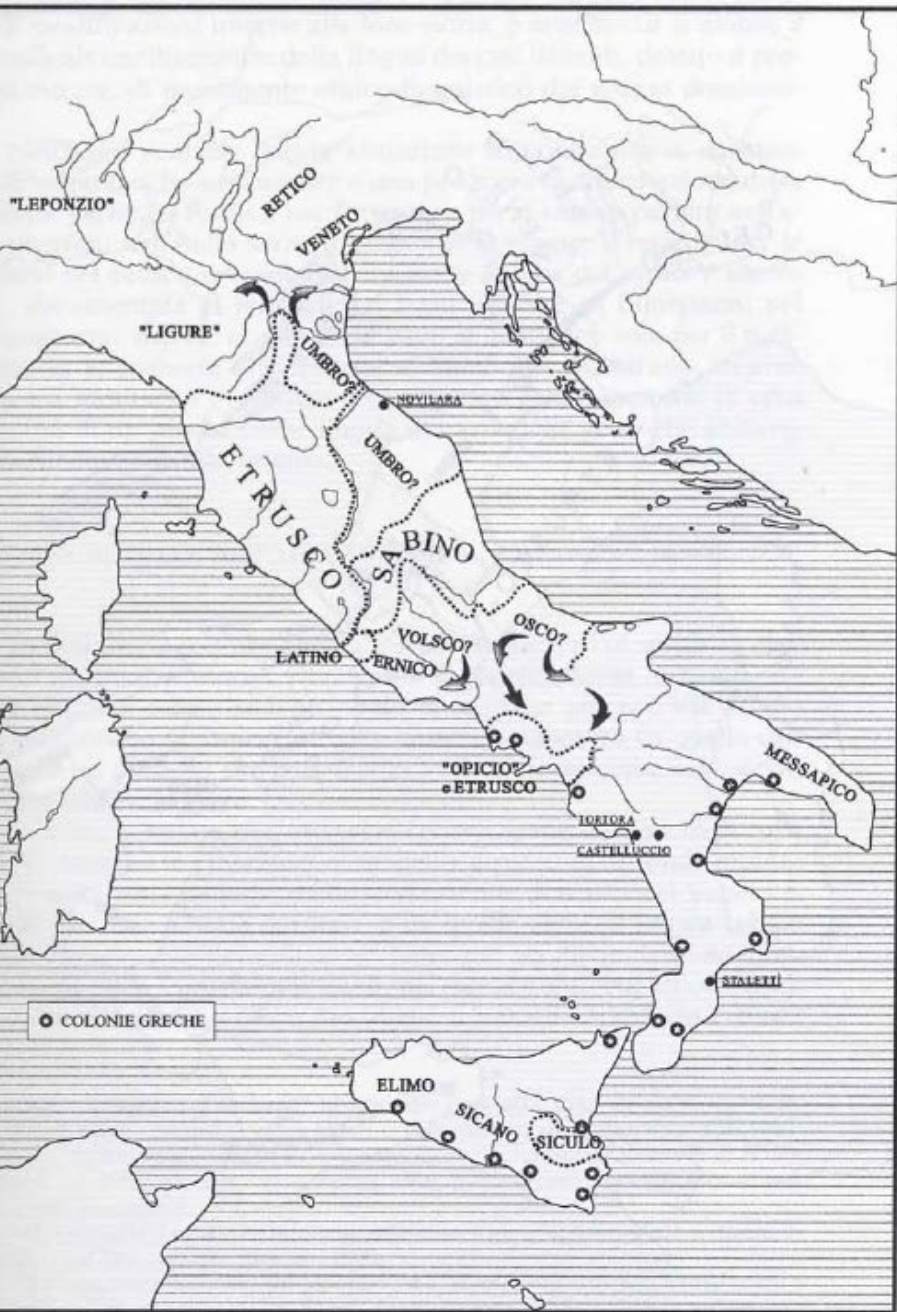 "LEPONZIO"
RETICO
VENETO
"LIGURE"
UMBRO?
NOVILARA
UMBRO?
ETRUSCO
SABINO
OSCO?
VOLSCO?
LATINO
ERNICO
"OPICIO"
e ETRUSCO
MESSAPICO
TORTORA
CASTELLUCCIO
STALETTÌ
COLONIE GRECHE
ELIMO
SICANO
SICULO